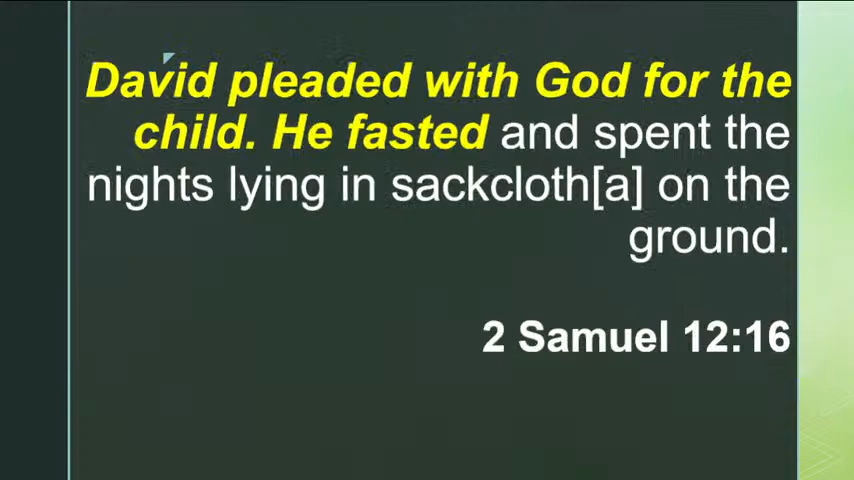 David pleaded with God for the
child. He fasted and spent the
nights lying in sackcloth[a] on the
ground.
2 Samuel 12:16